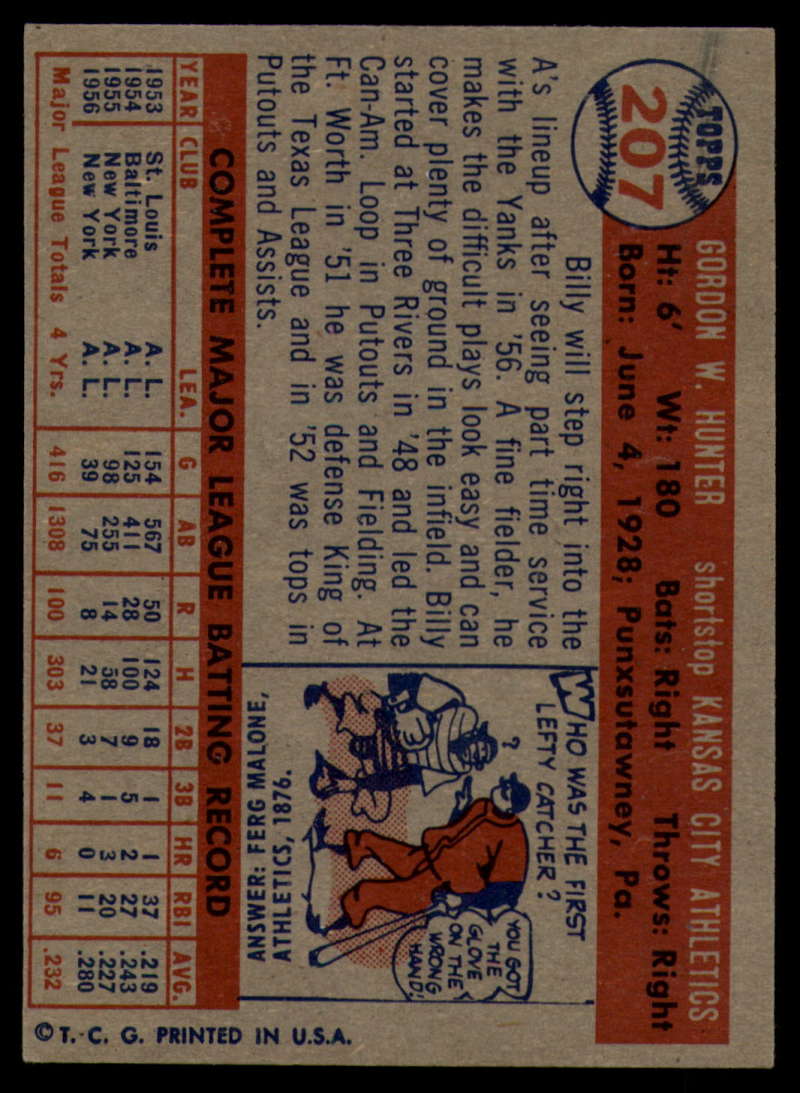 TOPPS
207
GORDON W. HUNTER shortstop KANSAS CITY ATHLETICS
Ht: 6' Wt: 180 Bats: Right Throws: Right
Born: June 4, 1928; Punxsutawney, Pa.
Billy will step right into the
A's lineup after seeing part time service
with the Yanks in '56. A fine fielder, he
makes the difficult plays look easy and can
cover plenty of ground in the infield. Billy
started at Three Rivers in '48 and led the
Can-Am. Loop in Putouts and Fielding. At
Ft. Worth in '51 he was defense King of
the Texas League and in '52 was tops in
Putouts and Assists.
WHO WAS THE FIRST
LEFTY CATCHER?
?
YOU GOT
THE
GLOVE
ON THE
WRONG
HAND!
ANSWER: FERG MALONE,
ATHLETICS, 1876.
COMPLETE MAJOR LEAGUE BATTING RECORD
YEAR CLUB LEA. G AB R H 2B 3B HR RBI AVG.
1953 St. Louis A. L. 154 567 50 124 18 1 1 37 .219
1954 Baltimore A. L. 125 411 28 100 9 5 2 27 .243
1955 New York A. L. 98 255 14 58 7 1 3 20 .227
1956 New York A. L. 39 75 8 21 3 4 0 11 .280
Major League Totals 4 Yrs. 416 1308 100 303 37 11 6 95 .232
© T. C. G. PRINTED IN U.S.A.